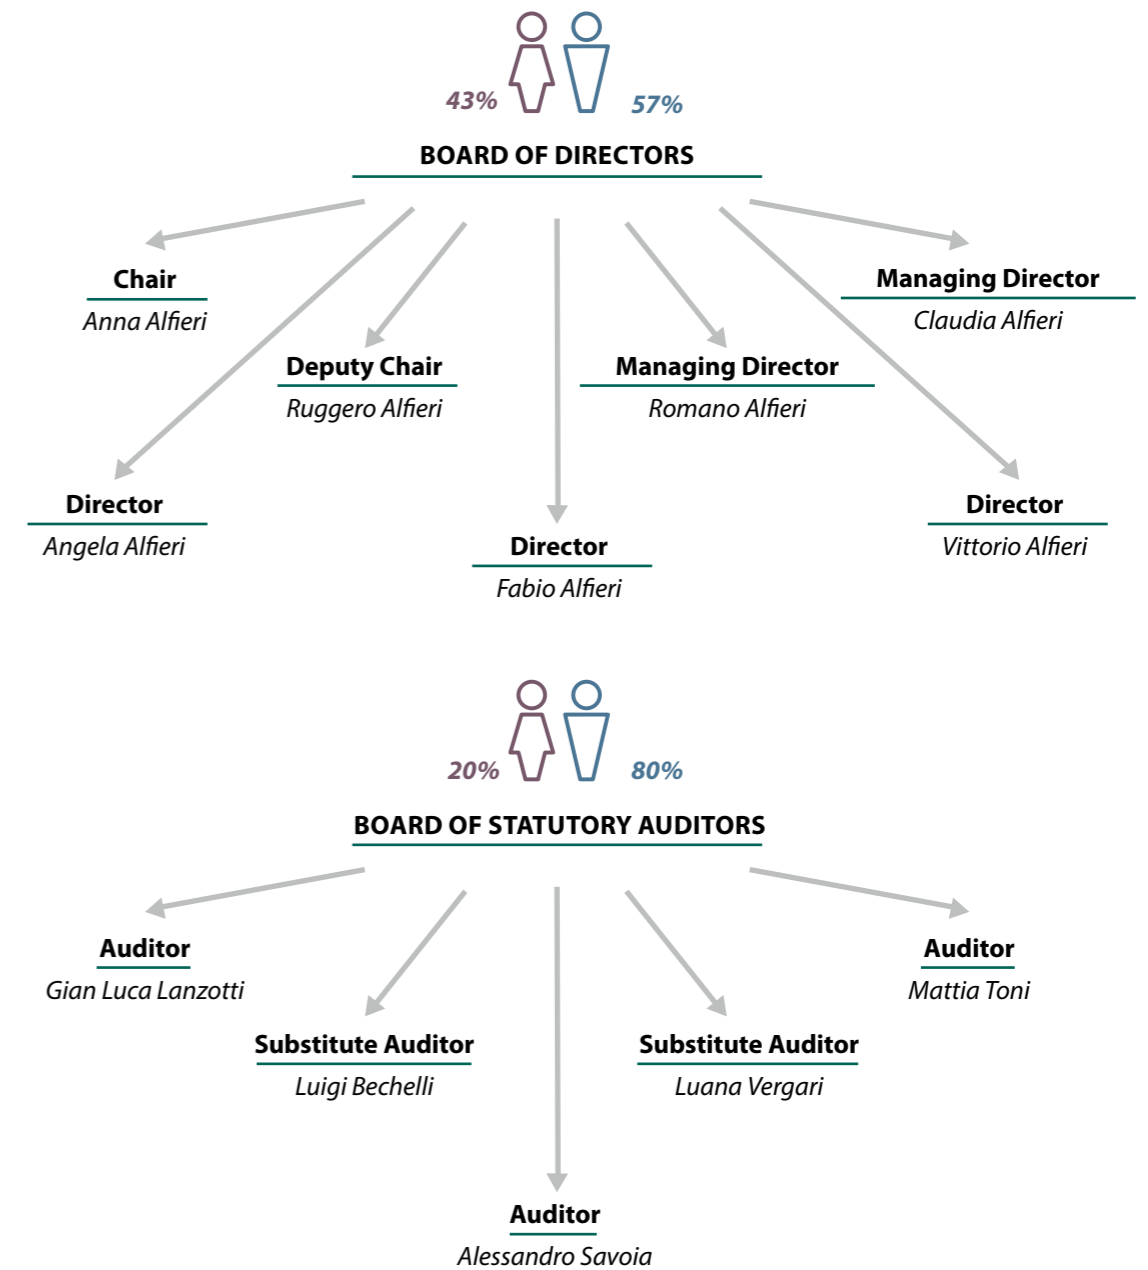 43%
57%
BOARD OF DIRECTORS
Chair
Anna Alfieri
Managing Director
Claudia Alfieri
Deputy Chair
Ruggero Alfieri
Managing Director
Romano Alfieri
Director
Angela Alfieri
Director
Fabio Alfieri
Director
Vittorio Alfieri
20%
80%
BOARD OF STATUTORY AUDITORS
Auditor
Gian Luca Lanzotti
Auditor
Mattia Toni
Substitute Auditor
Luigi Bechelli
Substitute Auditor
Luana Vergari
Auditor
Alessandro Savoia